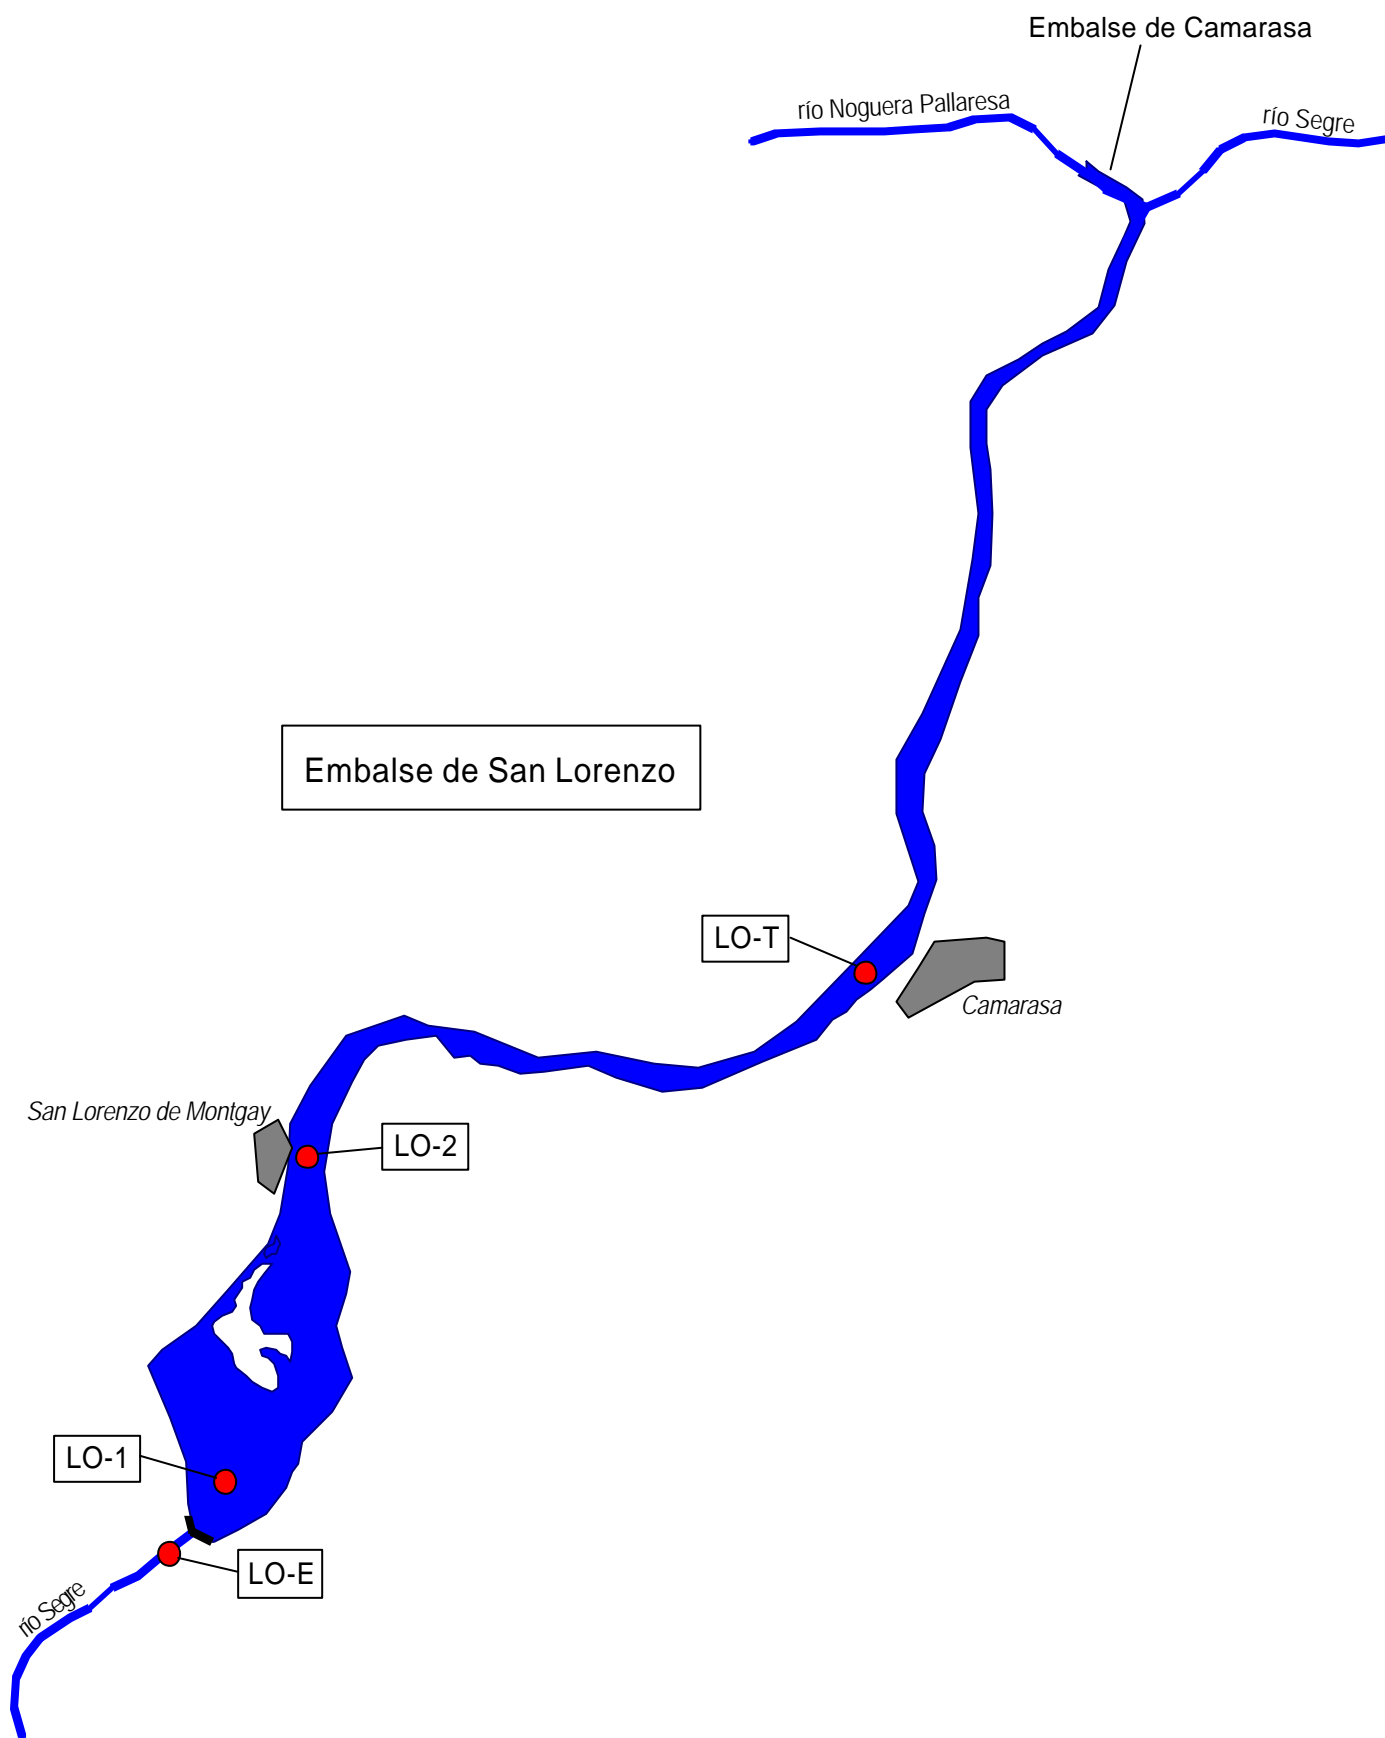 Embalse de Camarasa
río Noguera Pallaresa
río Segre
Embalse de San Lorenzo
LO-T
Camarasa
San Lorenzo de Montgay
LO-2
LO-1
LO-E
río Segre